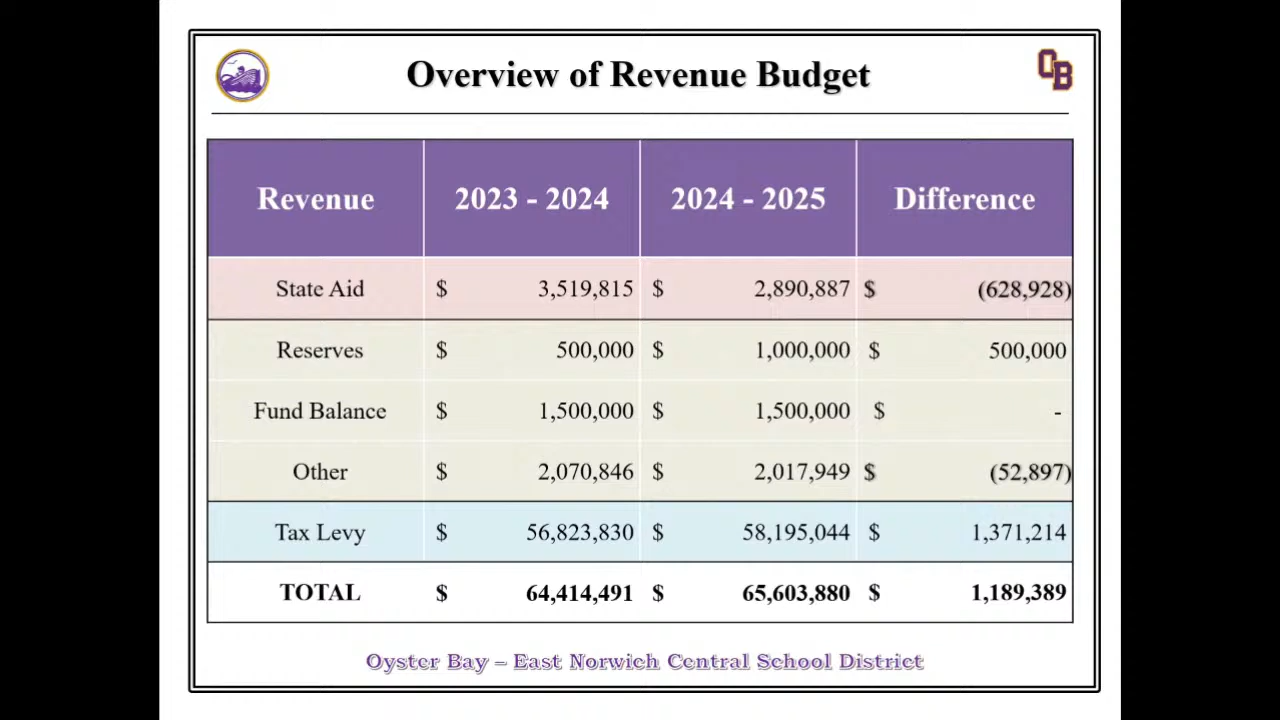 Overview of Revenue Budget
OB
Revenue 2023 - 2024 2024 - 2025 Difference
State Aid $ 3,519,815 $ 2,890,887 $ (628,928)
Reserves $ 500,000 $ 1,000,000 $ 500,000
Fund Balance $ 1,500,000 $ 1,500,000 $ -
Other $ 2,070,846 $ 2,017,949 $ (52,897)
Tax Levy $ 56,823,830 $ 58,195,044 $ 1,371,214
TOTAL $ 64,414,491 $ 65,603,880 $ 1,189,389
Oyster Bay – East Norwich Central School District